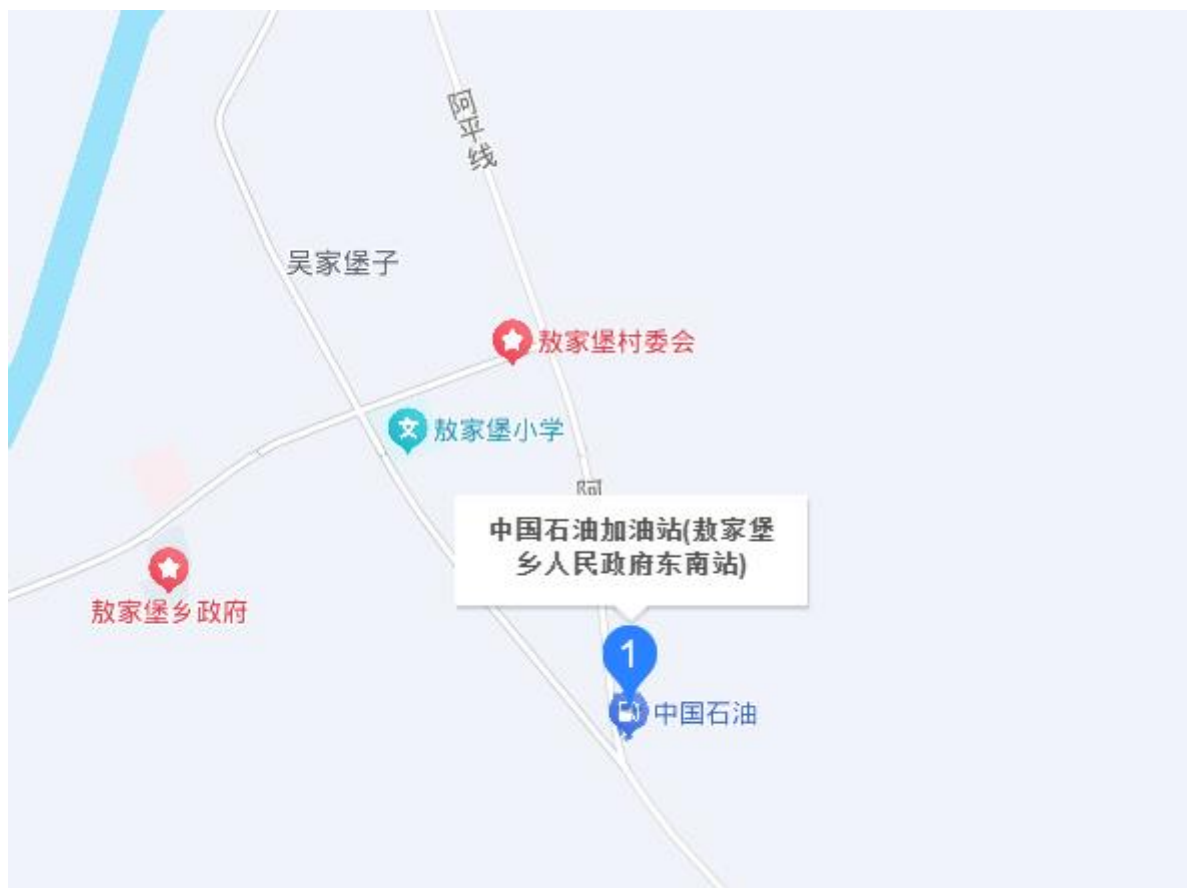 阿平线
吴家堡子
敖家堡村委会
文
敖家堡小学
阿
中国石油加油站(敖家堡
乡人民政府东南站)
敖家堡乡政府
1
中国石油